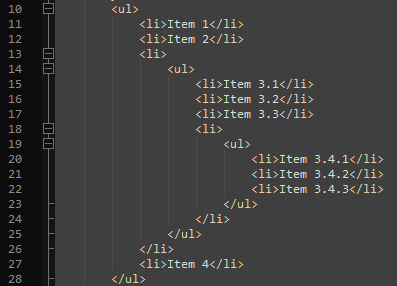 10 <ul>
11 <li>Item 1</li>
12 <li>Item 2</li>
13 <li>
14 <ul>
15 <li>Item 3.1</li>
16 <li>Item 3.2</li>
17 <li>Item 3.3</li>
18 <li>
19 <ul>
20 <li>Item 3.4.1</li>
21 <li>Item 3.4.2</li>
22 <li>Item 3.4.3</li>
23 </ul>
24 </li>
25 </ul>
26 </li>
27 <li>Item 4</li>
28 </ul>